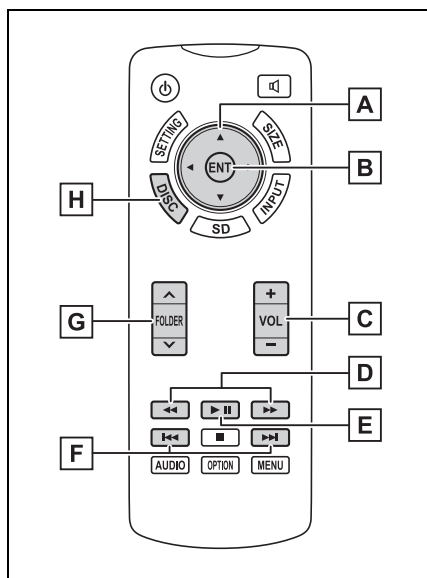 A
SETTING
SIZE
ENT
B
H
DISC
INPUT
SD
G
FOLDER
+
VOL
−
C
D
E
F
AUDIO
OPTION
MENU